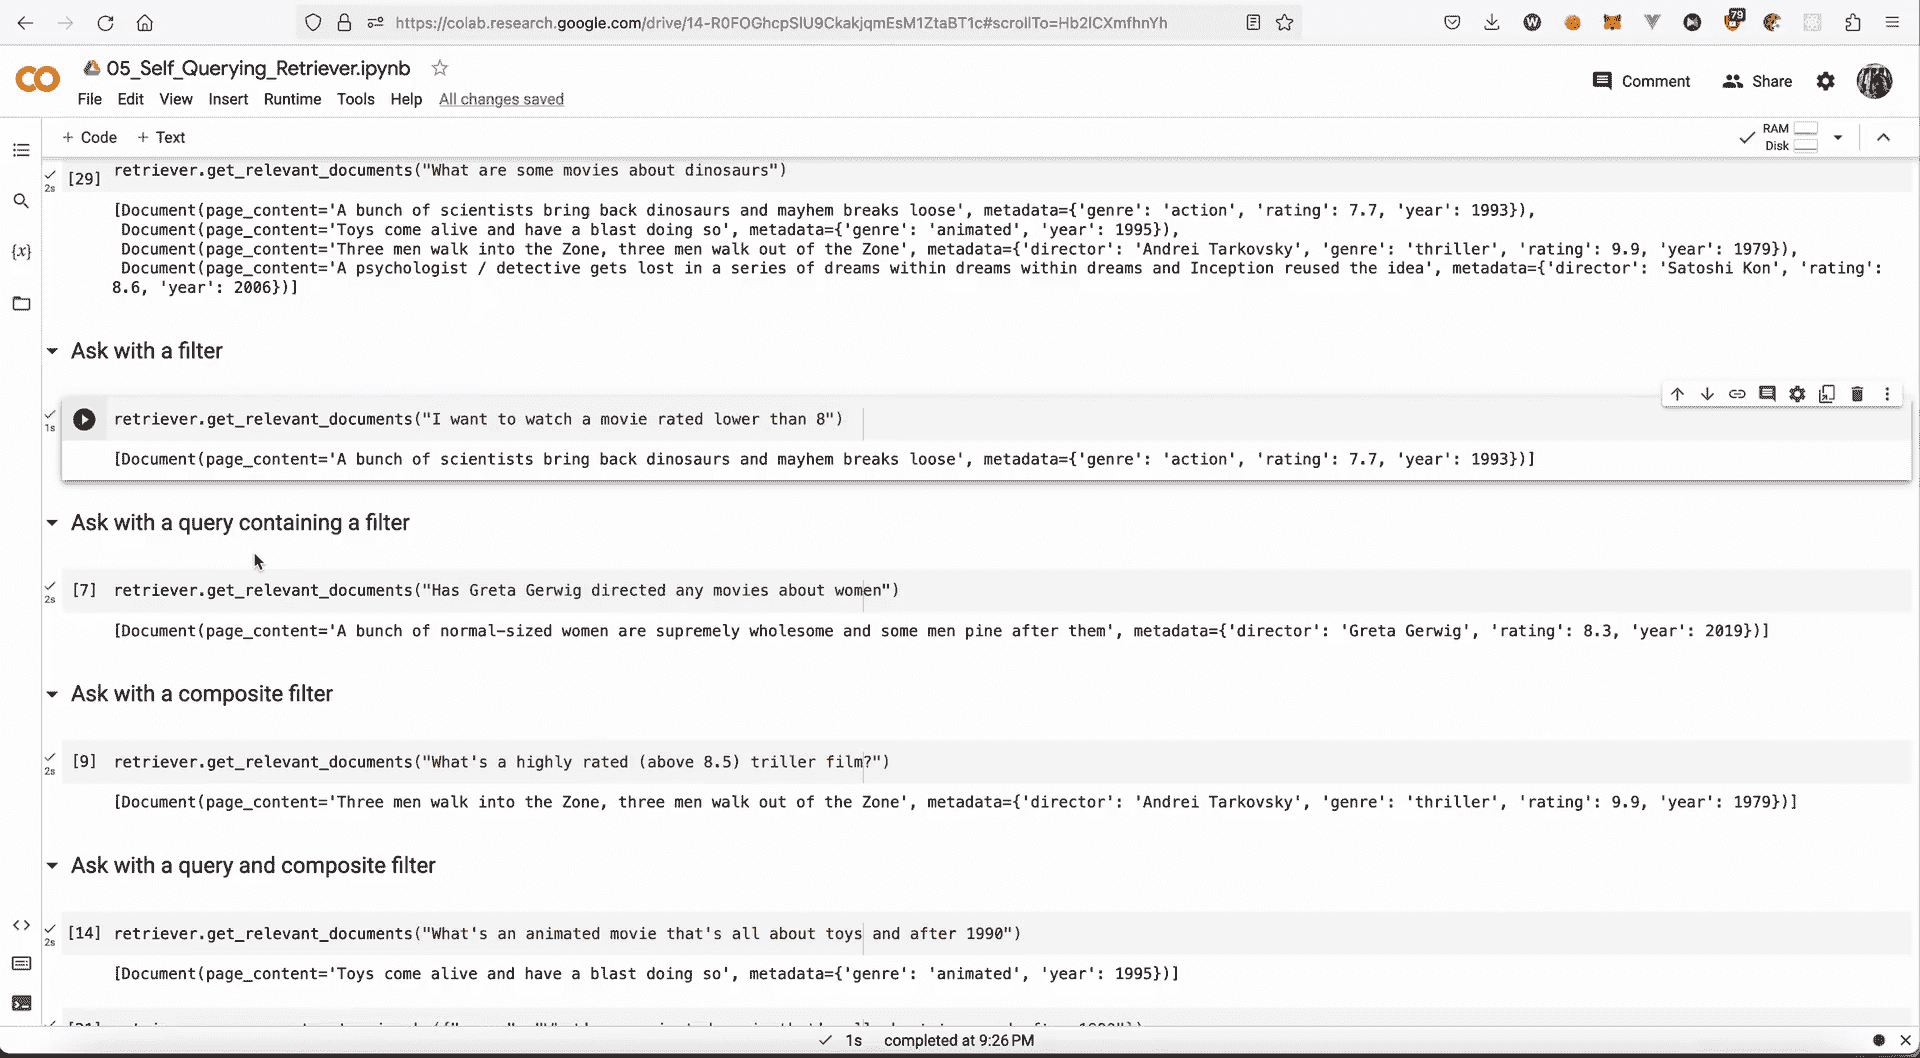 https://colab.research.google.com/drive/14-R0FOGhcpSlU9CkakjqmEsM1ZtaBT1c#scrollTo=Hb2lCXmfhnYh
79
05_Self_Querying_Retriever.ipynb
Comment
Share
File Edit View Insert Runtime Tools Help All changes saved
+ Code + Text
RAM
Disk
[29] retriever.get_relevant_documents("What are some movies about dinosaurs")
2s
[Document(page_content='A bunch of scientists bring back dinosaurs and mayhem breaks loose', metadata={'genre': 'action', 'rating': 7.7, 'year': 1993}),
Document(page_content='Toys come alive and have a blast doing so', metadata={'genre': 'animated', 'year': 1995}),
Document(page_content='Three men walk into the Zone, three men walk out of the Zone', metadata={'director': 'Andrei Tarkovsky', 'genre': 'thriller', 'rating': 9.9, 'year': 1979}),
Document(page_content='A psychologist / detective gets lost in a series of dreams within dreams within dreams and Inception reused the idea', metadata={'director': 'Satoshi Kon', 'rating':
8.6, 'year': 2006})]
Ask with a filter
retriever.get_relevant_documents("I want to watch a movie rated lower than 8")
1s
[Document(page_content='A bunch of scientists bring back dinosaurs and mayhem breaks loose', metadata={'genre': 'action', 'rating': 7.7, 'year': 1993})]
Ask with a query containing a filter
[7] retriever.get_relevant_documents("Has Greta Gerwig directed any movies about women")
2s
[Document(page_content='A bunch of normal-sized women are supremely wholesome and some men pine after them', metadata={'director': 'Greta Gerwig', 'rating': 8.3, 'year': 2019})]
Ask with a composite filter
[9] retriever.get_relevant_documents("What's a highly rated (above 8.5) triller film?")
2s
[Document(page_content='Three men walk into the Zone, three men walk out of the Zone', metadata={'director': 'Andrei Tarkovsky', 'genre': 'thriller', 'rating': 9.9, 'year': 1979})]
Ask with a query and composite filter
[14] retriever.get_relevant_documents("What's an animated movie that's all about toys and after 1990")
2s
[Document(page_content='Toys come alive and have a blast doing so', metadata={'genre': 'animated', 'year': 1995})]
1s completed at 9:26 PM